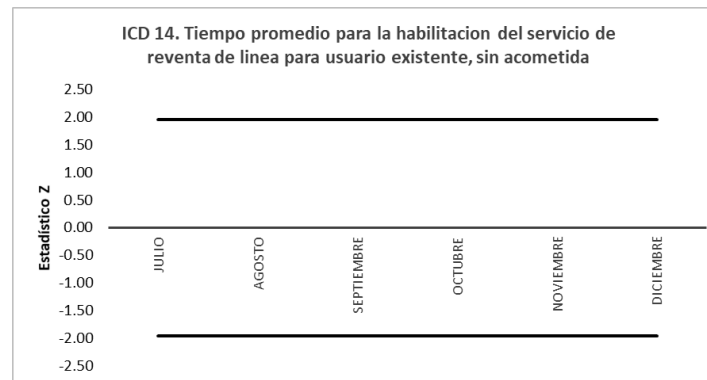 ICD 14. Tiempo promedio para la habilitacion del servicio de
reventa de linea para usuario existente, sin acometida
Estadístico Z
2.50
2.00
1.50
1.00
0.50
0.00
-0.50
-1.00
-1.50
-2.00
-2.50
JULIO
AGOSTO
SEPTIEMBRE
OCTUBRE
NOVIEMBRE
DICIEMBRE